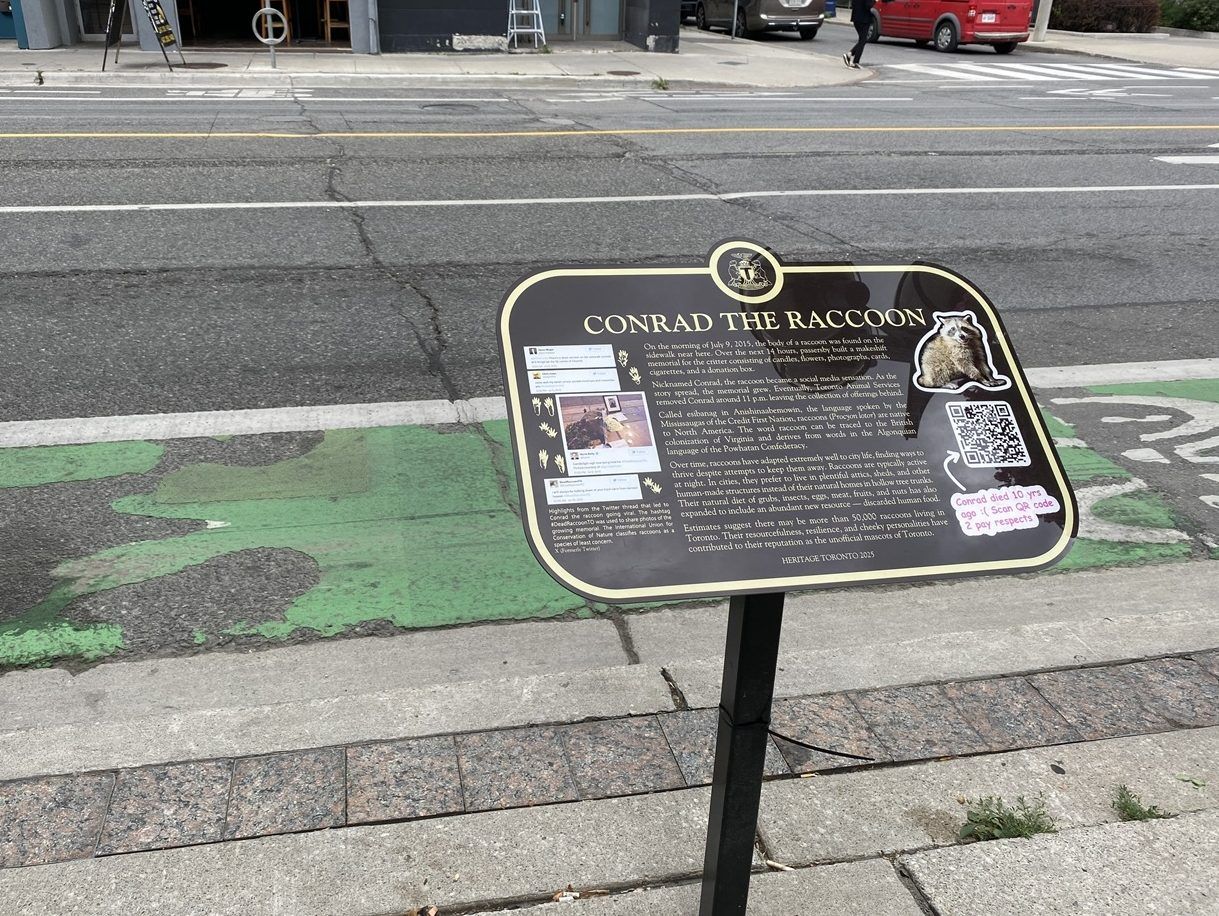 CONRAD THE RACCOON
On the morning of July 9, 2015, the body of a raccoon was found on the
sidewalk near here. Over the next 14 hours, passersby built a makeshift
memorial for the critter consisting of candles, flowers, photographs, cards,
cigarettes, and a donation box.
Nicknamed Conrad, the raccoon became a social media sensation. As the
story spread, the memorial grew. Eventually, Toronto Animal Services
removed Conrad around 11 p.m. leaving the collection of offerings behind.
Called esibanag in Anishinaabemowin, the language spoken by the
Mississaugas of the Credit First Nation, raccoons (Procyon lotor) are native
to North America. The word raccoon can be traced to the British
colonization of Virginia and derives from words in the Algonquian
language of the Powhatan Confederacy.
Over time, raccoons have adapted extremely well to city life, finding ways to
thrive despite attempts to keep them away. Raccoons are typically active
at night. In cities, they prefer to live in plentiful attics, sheds, and other
human-made structures instead of their natural homes in hollow tree trunks.
Their natural diet of grubs, insects, eggs, meat, fruits, and nuts has also
expanded to include an abundant new resource — discarded human food.
Estimates suggest there may be more than 50,000 raccoons living in
Toronto. Their resourcefulness, resilience, and cheeky personalities have
contributed to their reputation as the unofficial mascots of Toronto.
HERITAGE TORONTO 2025
Highlights from the Twitter thread that led to
Conrad the raccoon going viral. The hashtag
#DeadRaccoonTO was used to share photos of the
growing memorial. The International Union for
Conservation of Nature classifies raccoons as a
species of least concern.
X (Formerly Twitter)
Conrad died 10 yrs
ago :( Scan QR code
2 pay respects